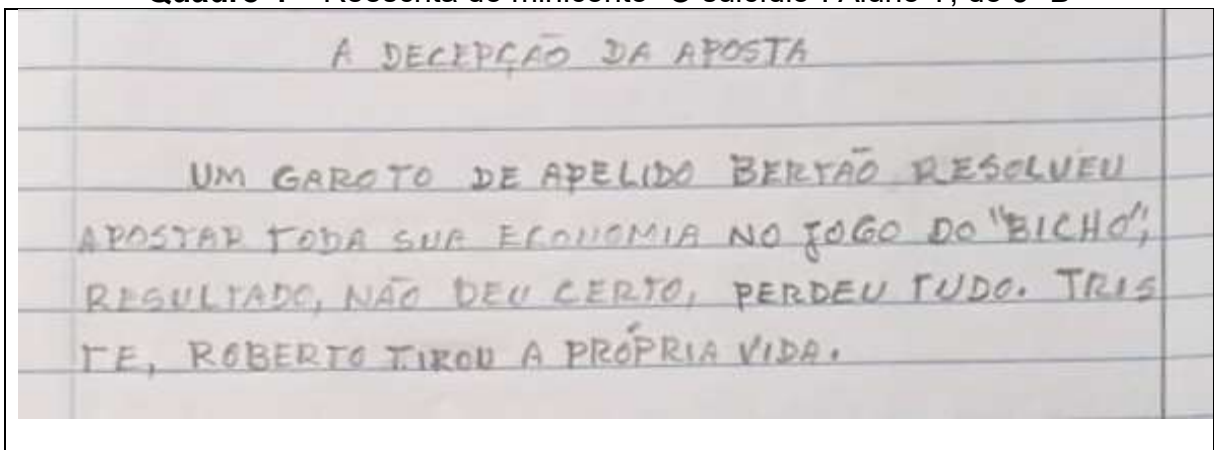 A DECEPÇÃO DA APOSTA
UM GAROTO DE APELIDO BERTÃO RESOLVEU
APOSTAR TODA SUA ECONOMIA NO JOGO DO "BICHO",
RESULTADO, NÃO DEU CERTO, PERDEU TUDO. TRIS
TE, ROBERTO TIROU A PRÓPRIA VIDA.